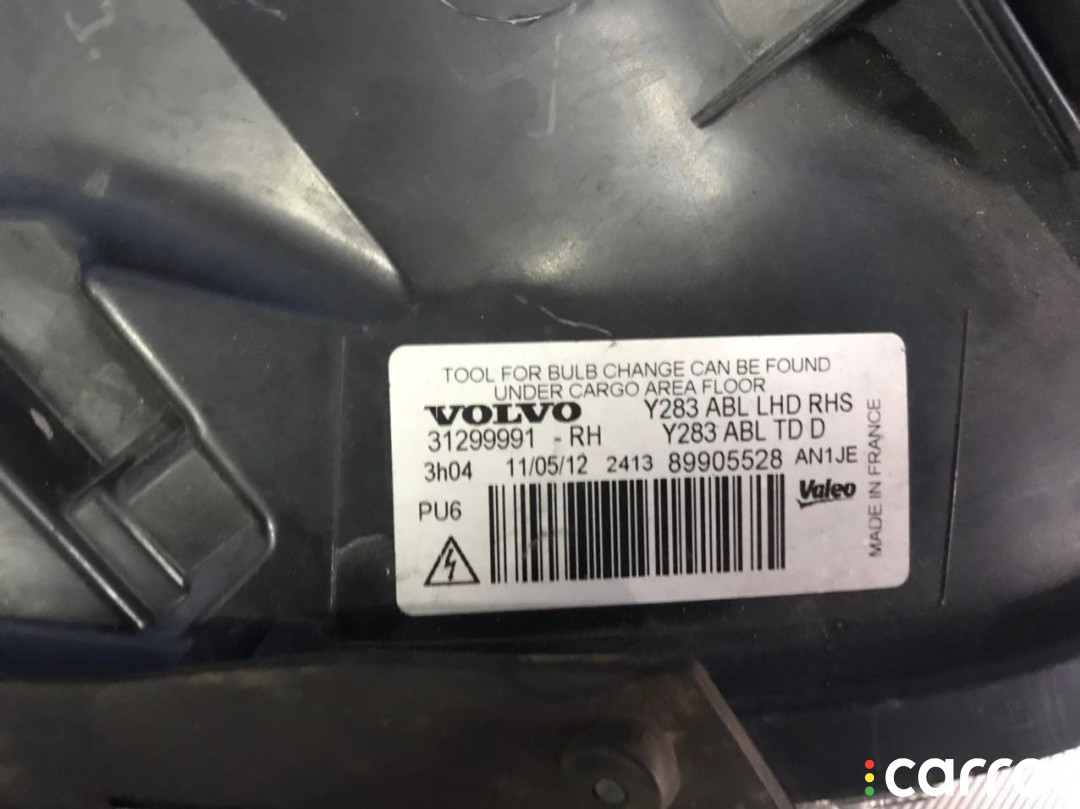 TOOL FOR BULB CHANGE CAN BE FOUND
UNDER CARGO AREA FLOOR
VOLVO Y283 ABL LHD RHS
31299991 - RH Y283 ABL TD D
3h04 11/05/12 2413 89905528 AN1JE
PU6
Valeo
MADE IN FRANCE